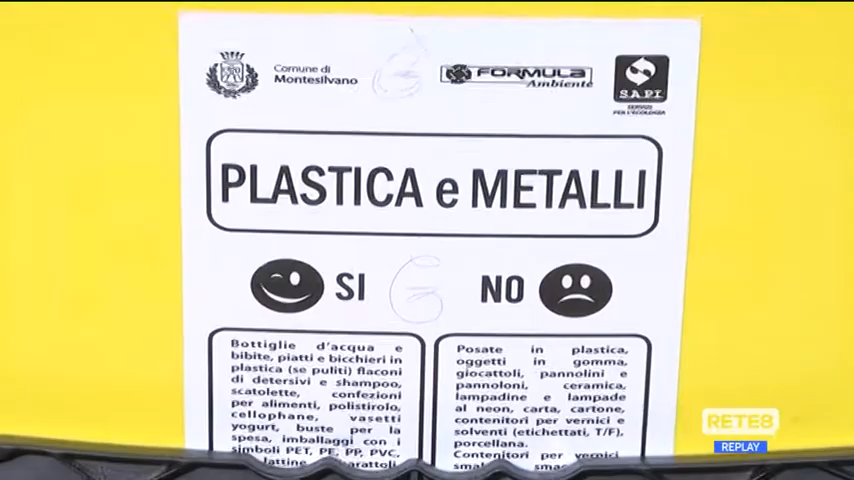 Comune di
Montesilvano
FORMULA
Ambiente
S.A.P.I.
SERVIZI
PER L'ECOLOGIA
PLASTICA e METALLI
SI
NO
Bottiglie d'acqua e
bibite, piatti e bicchieri in
plastica (se puliti) flaconi
di detersivi e shampoo,
scatolette, confezioni
per alimenti, polistirolo,
cellophane, vasetti
yogurt, buste per la
spesa, imballaggi con i
simboli PET, PE, PP, PVC,
lattine
Posate in plastica,
oggetti in gomma,
giocattoli, pannolini e
pannoloni, ceramica,
lampadine e lampade
al neon, carta, cartone,
contenitori per vernici e
solventi (etichettati, T/F),
porcellana.
Contenitori per vernici
RETE8
REPLAY